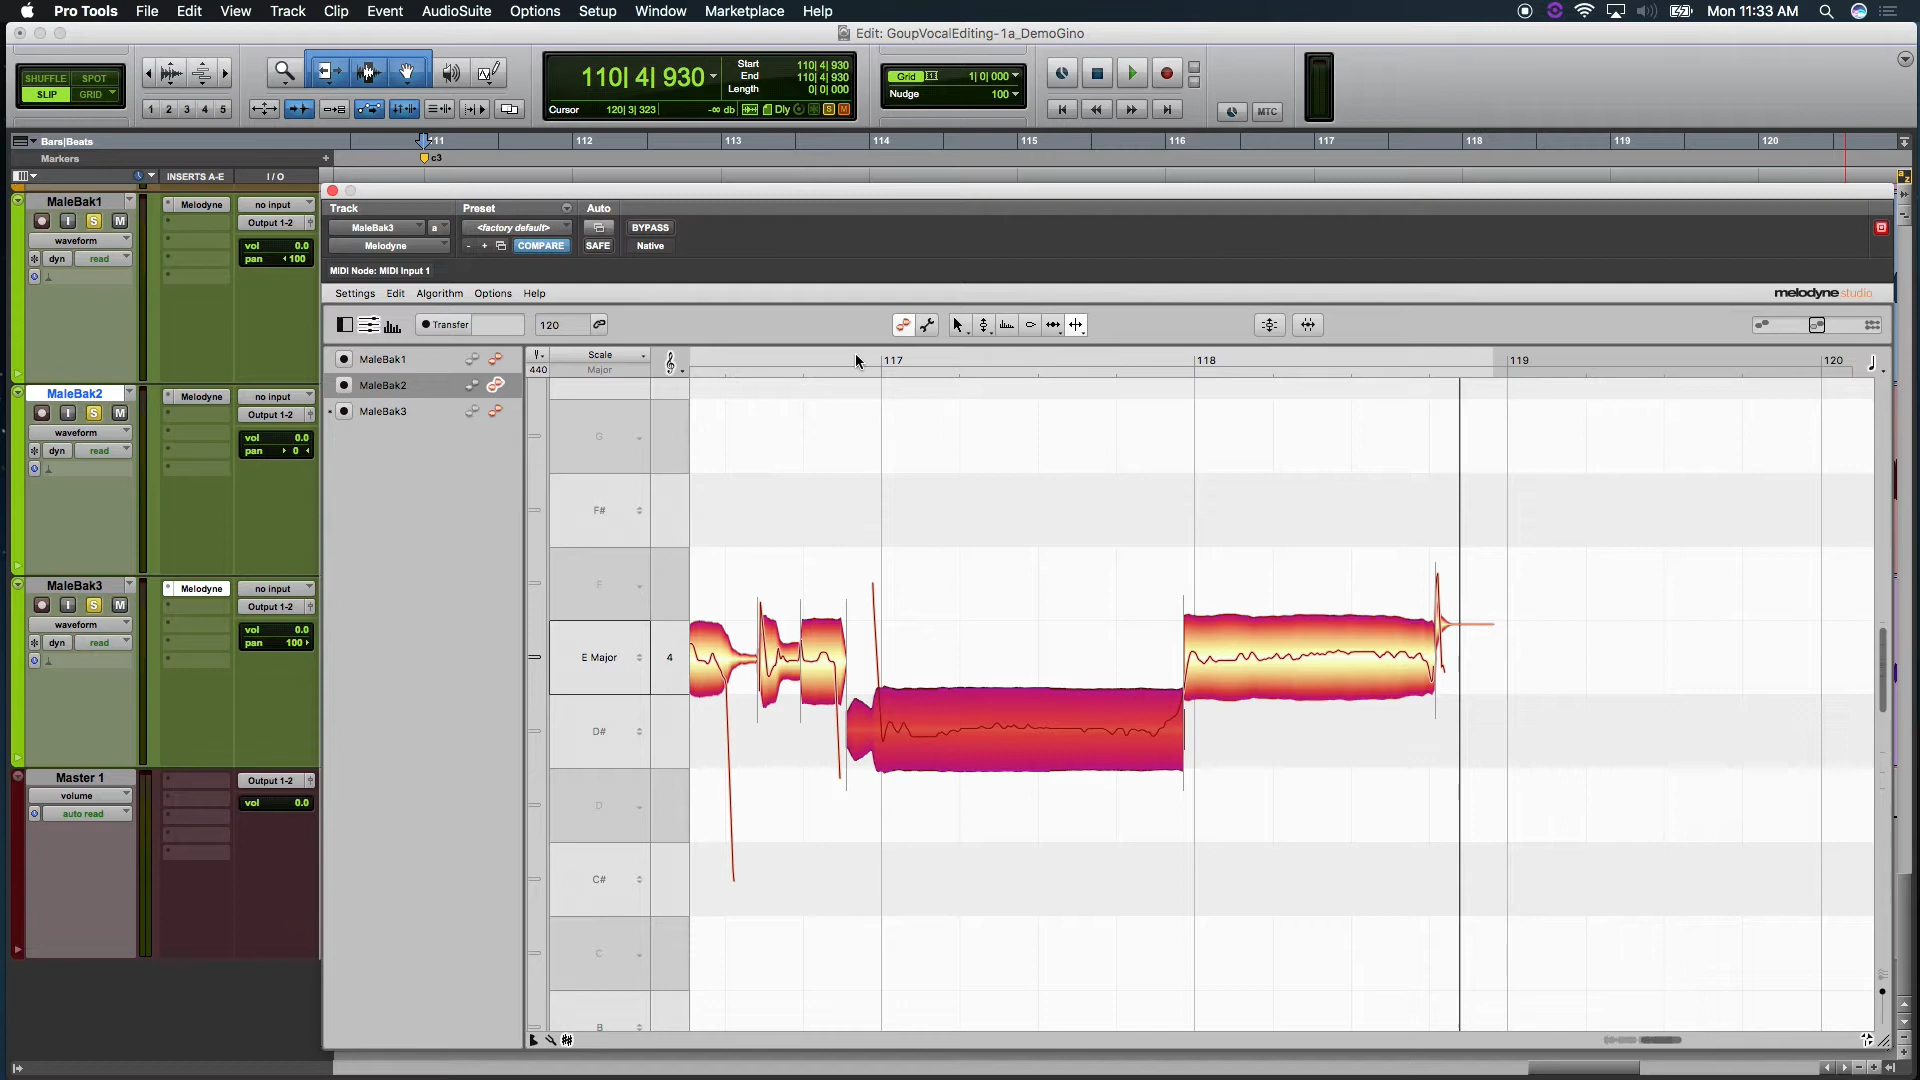 Pro Tools File Edit View Track Clip Event AudioSuite Options Setup Window Marketplace Help Mon 11:33 AM
Edit: GoupVocalEditing-1a_DemoGino
SHUFFLE SPOT
SLIP GRID
1 2 3 4 5
110| 4| 930
Start 110| 4| 930
End 110| 4| 930
Length 0| 0| 000
Cursor 120| 3| 323 -∞ db Dly S M
Grid 1| 0| 000
Nudge 100
MTC
Bars|Beats 111 112 113 114 115 116 117 118 119 120
Markers c3
INSERTS A-E I / O
MaleBak1 Melodyne no input
I S M Output 1-2
waveform vol 0.0
dyn read pan 100
MaleBak2 Melodyne no input
I S M Output 1-2
waveform vol 0.0
dyn read pan 0
MaleBak3 Melodyne no input
I S M Output 1-2
waveform vol 0.0
dyn read pan 100
Master 1 Output 1-2
volume vol 0.0
auto read
Track Preset Auto
MaleBak3 a <factory default> BYPASS
Melodyne - + COMPARE SAFE Native
MIDI Node: MIDI Input 1
Settings Edit Algorithm Options Help melodyne studio
Transfer 120
MaleBak1
MaleBak2
MaleBak3
Scale
440 Major
117 118 119 120
G
F#
F
E Major 4
D#
D
C#
C
B